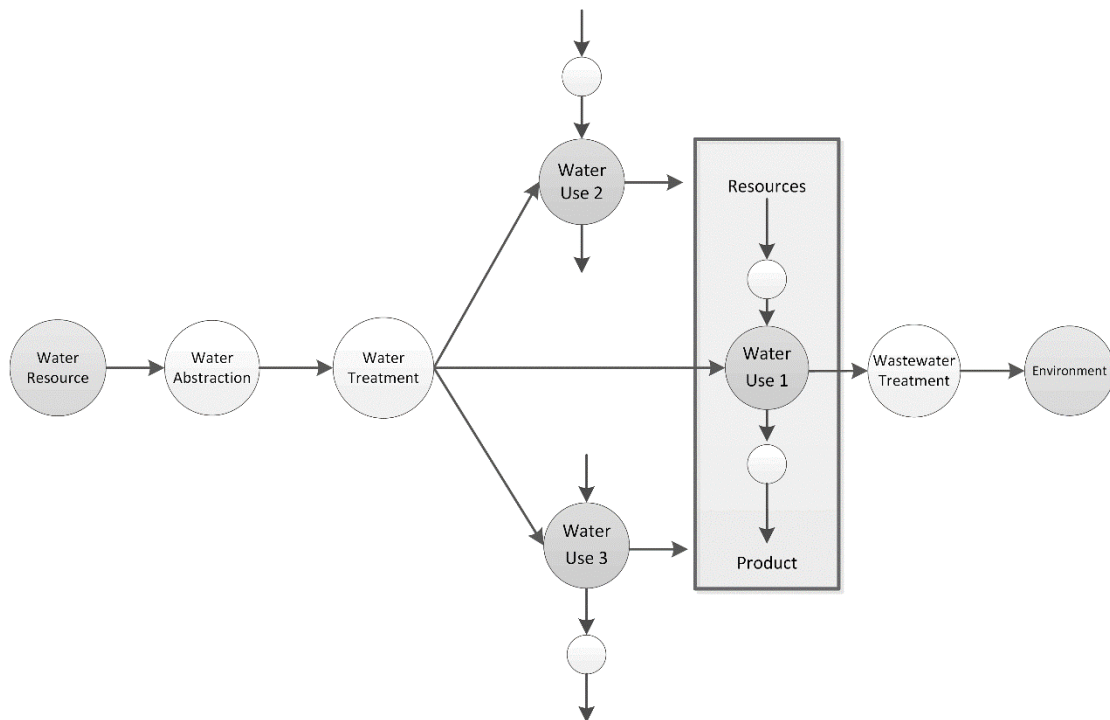 Water
Use 2
Resources
Water
Resource
Water
Abstraction
Water
Treatment
Water
Use 1
Wastewater
Treatment
Environment
Water
Use 3
Product